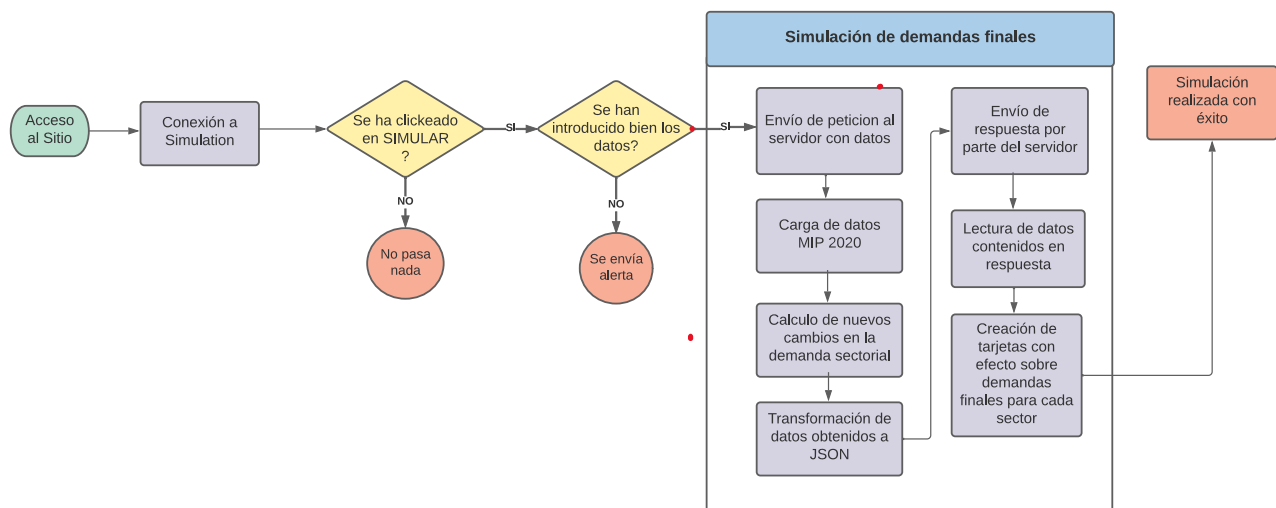 Simulación de demandas finales
Acceso
al Sitio
Conexión a
Simulation
Se ha clickeado
en SIMULAR
?
SI
NO
No pasa
nada
Se han
introducido bien los
datos?
SI
NO
Se envía
alerta
Envío de peticion al
servidor con datos
Carga de datos
MIP 2020
Calculo de nuevos
cambios en la
demanda sectorial
Transformación de
datos obtenidos a
JSON
Envío de
respuesta por
parte del servidor
Lectura de datos
contenidos en
respuesta
Creación de
tarjetas con
efecto sobre
demandas
finales para cada
sector
Simulación
realizada con
éxito